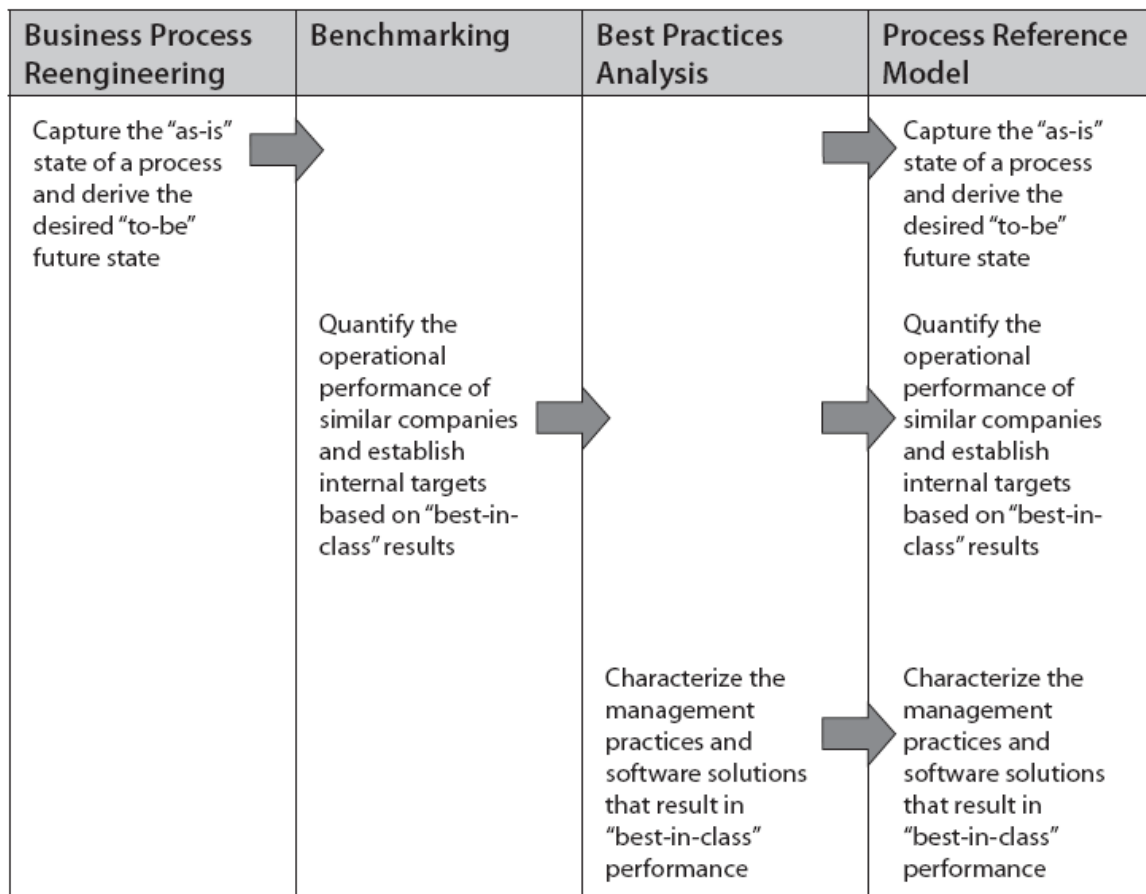 Business Process
Reengineering
Benchmarking
Best Practices
Analysis
Process Reference
Model
Capture the “as-is”
state of a process
and derive the
desired “to-be”
future state
Capture the “as-is”
state of a process
and derive the
desired “to-be”
future state
Quantify the
operational
performance of
similar companies
and establish
internal targets
based on “best-in-
class” results
Quantify the
operational
performance of
similar companies
and establish
internal targets
based on “best-in-
class” results
Characterize the
management
practices and
software solutions
that result in
“best-in-class”
performance
Characterize the
management
practices and
software solutions
that result in
“best-in-class”
performance